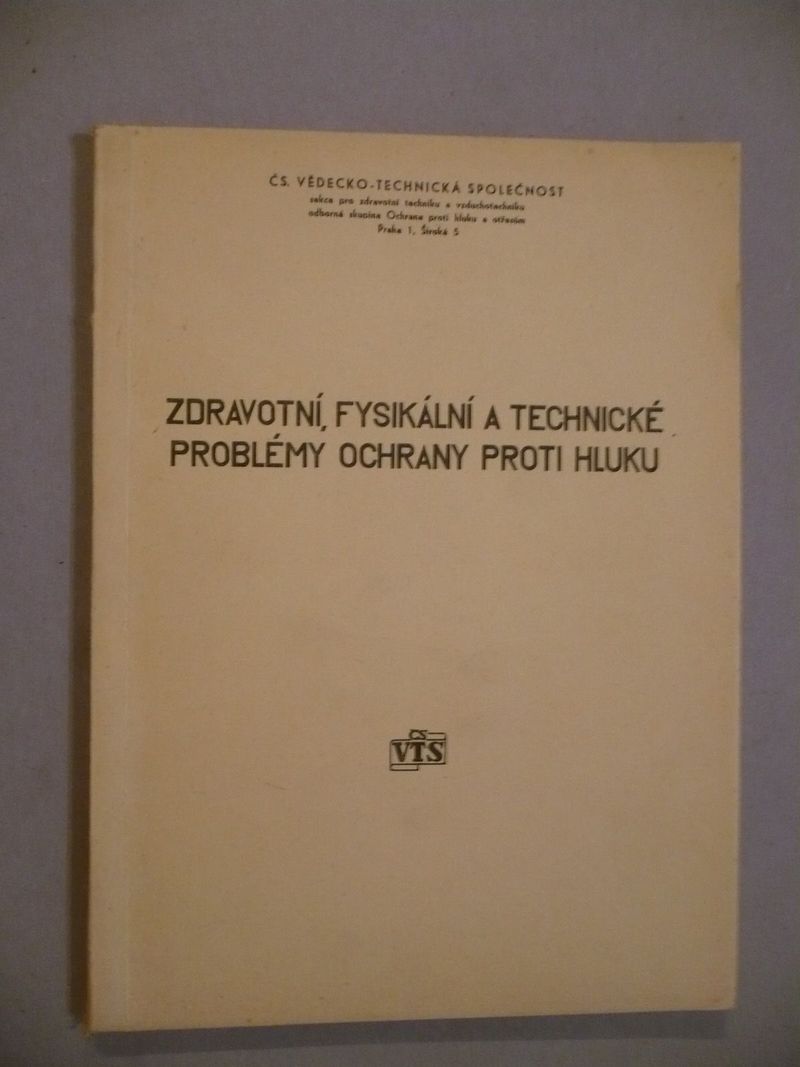 ČS. VĚDECKO-TECHNICKÁ SPOLEČNOST
sekce pro zdravotní techniku a vzduchotechniku
odborná skupina Ochrana proti hluku a otřesům
Praha 1, Široká 5
ZDRAVOTNÍ, FYSIKÁLNÍ A TECHNICKÉ
PROBLÉMY OCHRANY PROTI HLUKU
ČS
VTS